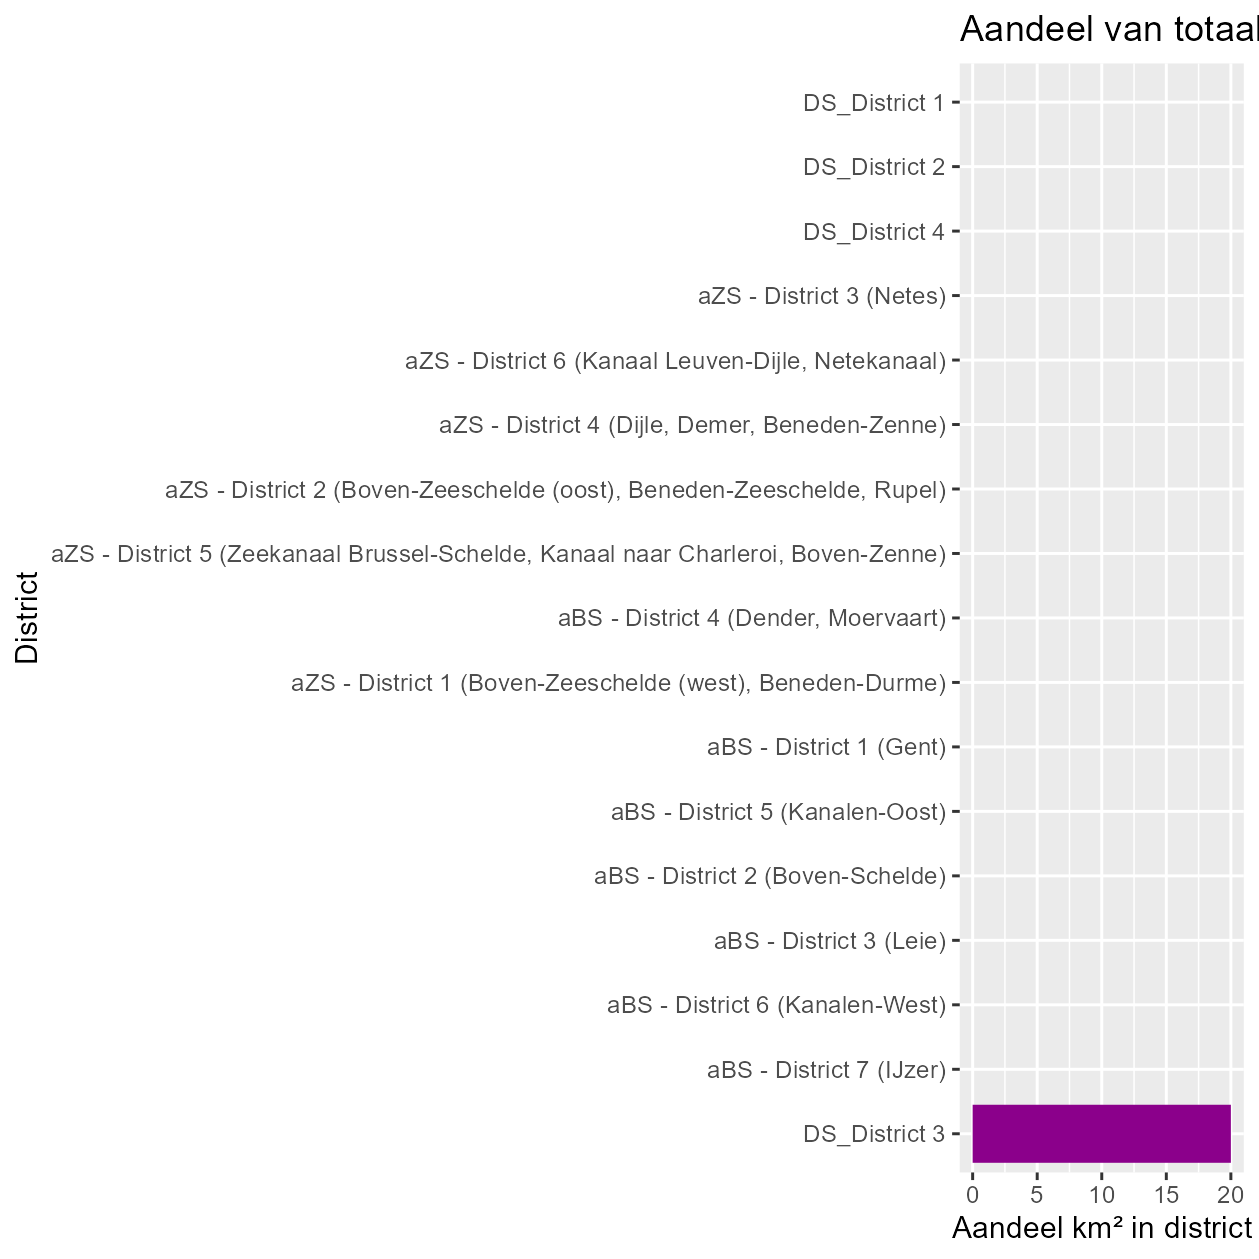 Aandeel van totaal
DS_District 1
DS_District 2
DS_District 4
aZS - District 3 (Netes)
aZS - District 6 (Kanaal Leuven-Dijle, Netekanaal)
aZS - District 4 (Dijle, Demer, Beneden-Zenne)
aZS - District 2 (Boven-Zeeschelde (oost), Beneden-Zeeschelde, Rupel)
aZS - District 5 (Zeekanaal Brussel-Schelde, Kanaal naar Charleroi, Boven-Zenne)
aBS - District 4 (Dender, Moervaart)
aZS - District 1 (Boven-Zeeschelde (west), Beneden-Durme)
aBS - District 1 (Gent)
aBS - District 5 (Kanalen-Oost)
aBS - District 2 (Boven-Schelde)
aBS - District 3 (Leie)
aBS - District 6 (Kanalen-West)
aBS - District 7 (IJzer)
DS_District 3
District
0 5 10 15 20
Aandeel km² in district